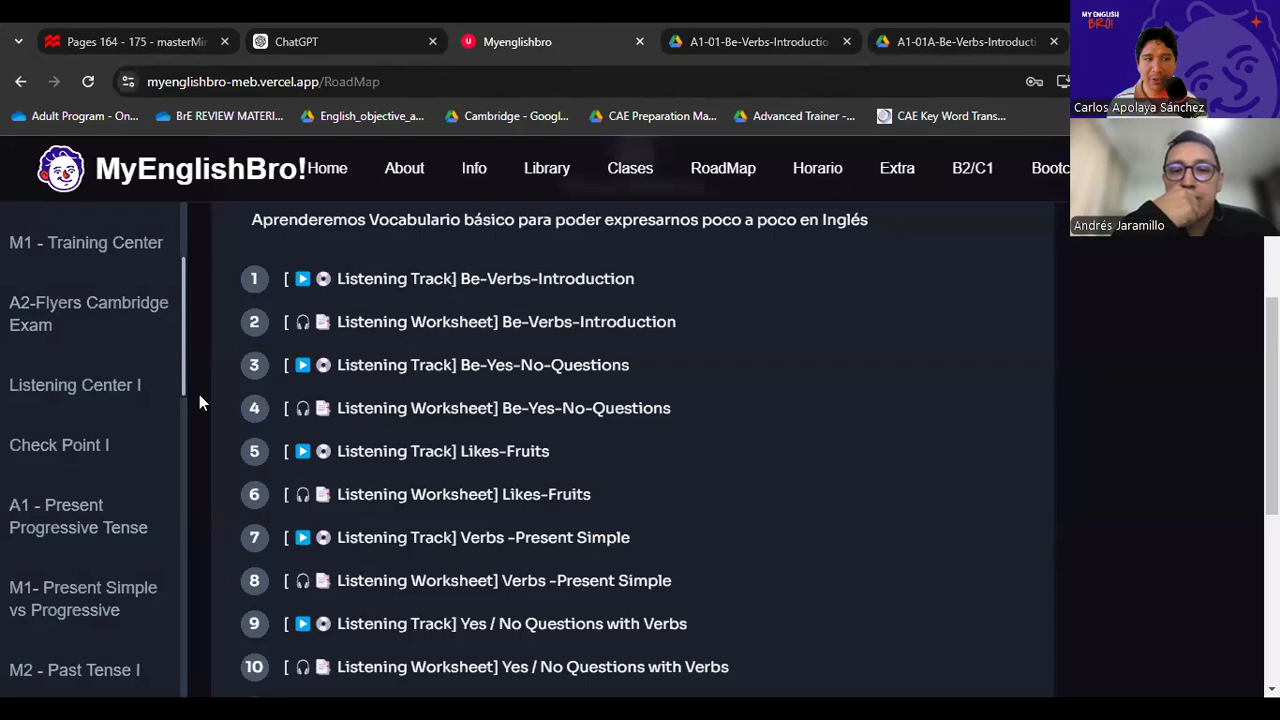 Pages 164 - 175 - masterMir
ChatGPT
Myenglishbro
A1-01-Be-Verbs-Introductio
A1-01A-Be-Verbs-Introducti
myenglishbro-meb.vercel.app/RoadMap
Adult Program - On...
BrE REVIEW MATERI...
English_objective_a...
Cambridge - Googl...
CAE Preparation Ma...
Advanced Trainer -...
CAE Key Word Trans...
MY ENGLISH
BRO!
Carlos Apolaya Sánchez
Andrés Jaramillo
MyEnglishBro!
Home
About
Info
Library
Clases
RoadMap
Horario
Extra
B2/C1
Bootc
M1 - Training Center
A2-Flyers Cambridge
Exam
Listening Center I
Check Point I
A1 - Present
Progressive Tense
M1- Present Simple
vs Progressive
M2 - Past Tense I
Aprenderemos Vocabulario básico para poder expresarnos poco a poco en Inglés
1 [ ▶️ 💿 Listening Track] Be-Verbs-Introduction
2 [ 🎧 📑 Listening Worksheet] Be-Verbs-Introduction
3 [ ▶️ 💿 Listening Track] Be-Yes-No-Questions
4 [ 🎧 📑 Listening Worksheet] Be-Yes-No-Questions
5 [ ▶️ 💿 Listening Track] Likes-Fruits
6 [ 🎧 📑 Listening Worksheet] Likes-Fruits
7 [ ▶️ 💿 Listening Track] Verbs -Present Simple
8 [ 🎧 📑 Listening Worksheet] Verbs -Present Simple
9 [ ▶️ 💿 Listening Track] Yes / No Questions with Verbs
10 [ 🎧 📑 Listening Worksheet] Yes / No Questions with Verbs